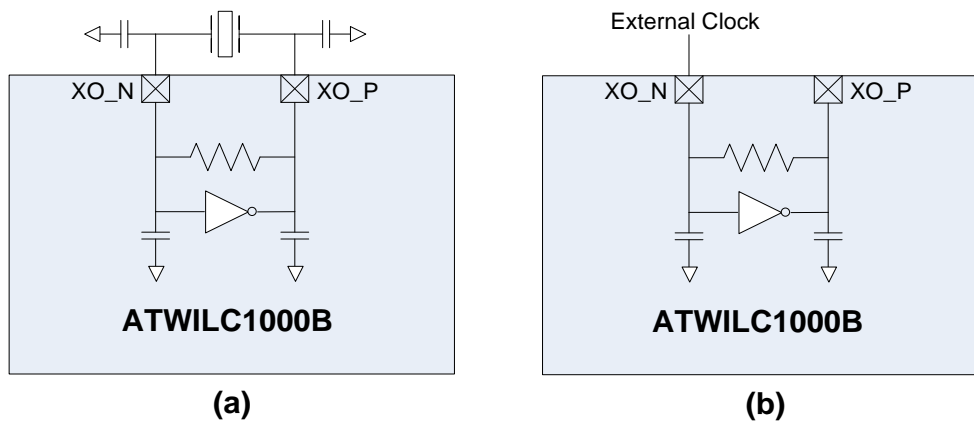 External Clock
XO_N XO_P
XO_N XO_P
ATWILC1000B
ATWILC1000B
(a)
(b)